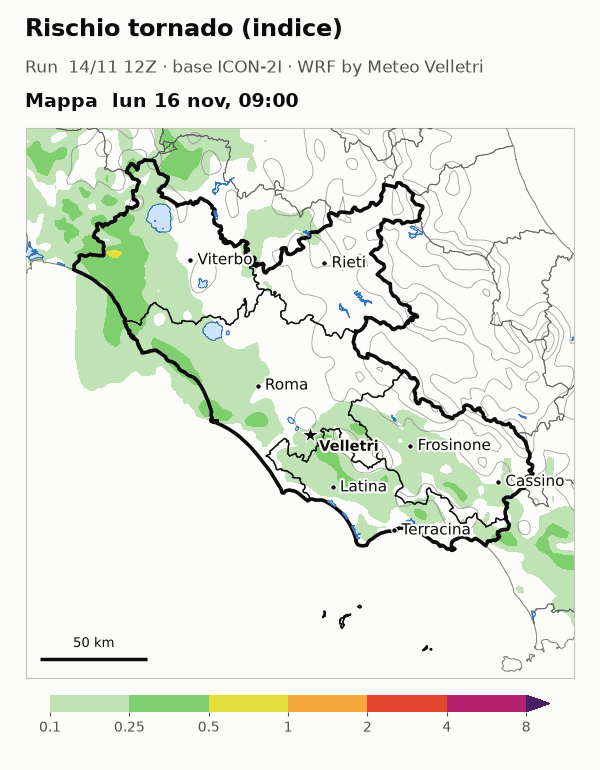 Rischio tornado (indice)
Run  14/11 12Z · base ICON-2I · WRF by Meteo Velletri
Mappa  lun 16 nov, 09:00
Viterbo
Rieti
Roma
Velletri
Frosinone
Cassino
Latina
Terracina
50 km
0.1 0.25 0.5 1 2 4 8